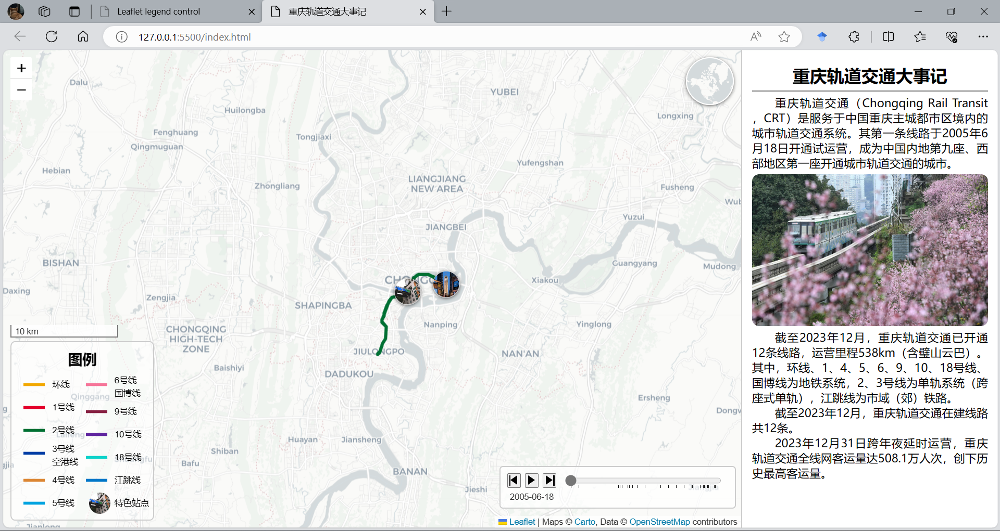 Leaflet legend control
重庆轨道交通大事记
127.0.0.1:5500/index.html
+
−
Dalu
YUBEI
Huilongba
Longxing
Fenghuang
Tongjiaxi
Qingmuguan
Yufengshan
Hebian
LIANGJIANG
NEW AREA
Zhongliang
Fusheng
Wub
Yuzui
JIANGBEI
BISHAN
Guangyang
Mudong
Xiakou
Daxing
Zengjia
SHAPINGBA
Nanping
Yinglong
CHONGQING
HIGH-TECH
ZONE
JIULONGPO
NAN'AN
Baishiyi
DADUKOU
Ersheng
Dongw
Huayan
Jiansheng
Shiban
Bafu
BANAN
Jieshi
Jiangjia
Jianlong
10 km
图例
环线
1号线
2号线
3号线
空港线
4号线
5号线
6号线
国博线
9号线
10号线
18号线
江跳线
特色站点
Qinggang
2005-06-18
Leaflet | Maps © Carto, Data © OpenStreetMap contributors
重庆轨道交通大事记
重庆轨道交通（Chongqing Rail Transit
，CRT）是服务于中国重庆主城都市区境内的
城市轨道交通系统。其第一条线路于2005年6
月18日开通试运营，成为中国内地第九座、西
部地区第一座开通城市轨道交通的城市。
截至2023年12月，重庆轨道交通已开通
12条线路，运营里程538km（含璧山云巴）。
其中，环线、1、4、5、6、9、10、18号线、
国博线为地铁系统，2、3号线为单轨系统（跨
座式单轨），江跳线为市域（郊）铁路。
截至2023年12月，重庆轨道交通在建线路
共12条。
2023年12月31日跨年夜延时运营，重庆
轨道交通全线网客运量达508.1万人次，创下历
史最高客运量。